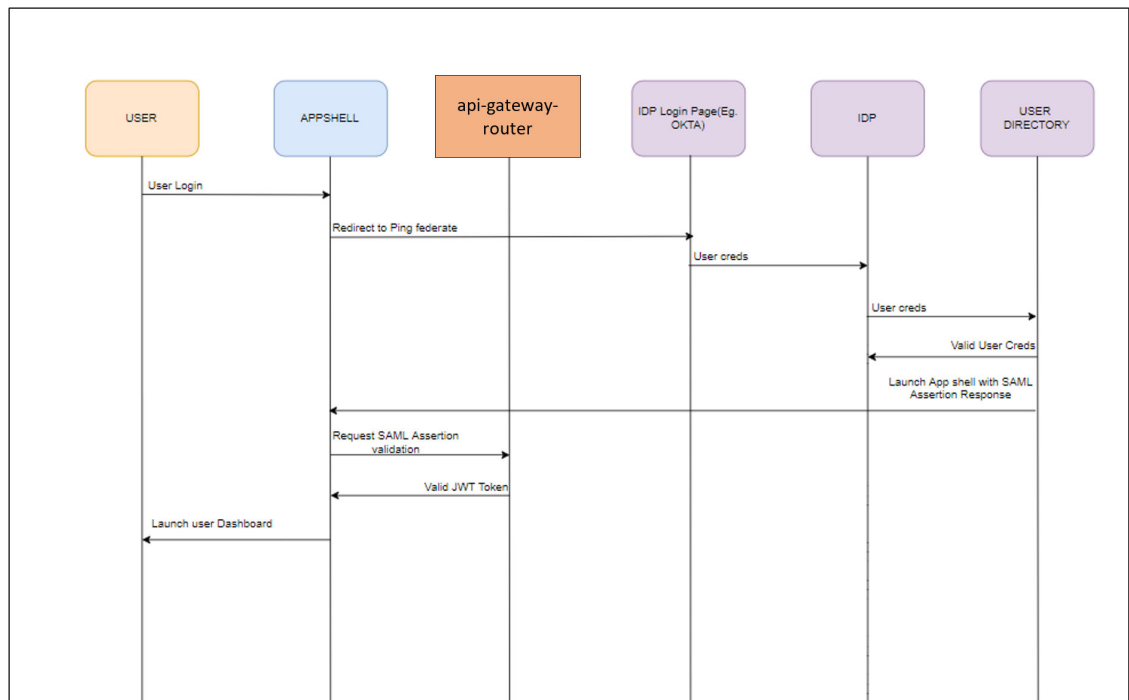 USER
APPSHELL
api-gateway-
router
IDP Login Page(Eg.
OKTA)
IDP
USER
DIRECTORY
User Login
Redirect to Ping federate
User creds
User creds
Valid User Creds
Launch App shell with SAML
Assertion Response
Request SAML Assertion
validation
Valid JWT Token
Launch user Dashboard